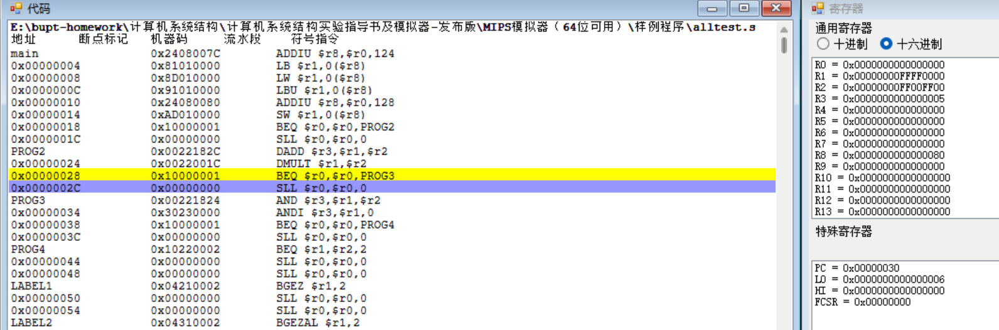 代码
E:\bupt-homework\计算机系统结构\计算机系统结构实验指导书及模拟器-发布版\MIPS模拟器（64位可用）\样例程序\alltest.s
地址 断点标记 机器码 流水段 符号指令
main 0x2408007C ADDIU $r8,$r0,124
0x00000004 0x81010000 LB $r1,0($r8)
0x00000008 0x8D010000 LW $r1,0($r8)
0x0000000C 0x91010000 LBU $r1,0($r8)
0x00000010 0x24080080 ADDIU $r8,$r0,128
0x00000014 0xAD010000 SW $r1,0($r8)
0x00000018 0x10000001 BEQ $r0,$r0,PROG2
0x0000001C 0x00000000 SLL $r0,$r0,0
PROG2 0x0022182C DADD $r3,$r1,$r2
0x00000024 0x0022001C DMULT $r1,$r2
0x00000028 0x10000001 BEQ $r0,$r0,PROG3
0x0000002C 0x00000000 SLL $r0,$r0,0
PROG3 0x00221824 AND $r3,$r1,$r2
0x00000034 0x30230000 ANDI $r3,$r1,0
0x00000038 0x10000001 BEQ $r0,$r0,PROG4
0x0000003C 0x00000000 SLL $r0,$r0,0
PROG4 0x10220002 BEQ $r1,$r2,2
0x00000044 0x00000000 SLL $r0,$r0,0
0x00000048 0x00000000 SLL $r0,$r0,0
LABEL1 0x04210002 BGEZ $r1,2
0x00000050 0x00000000 SLL $r0,$r0,0
0x00000054 0x00000000 SLL $r0,$r0,0
LABEL2 0x04310002 BGEZAL $r1,2
寄存器
通用寄存器
十进制 十六进制
R0 = 0x0000000000000000
R1 = 0x00000000FFFF0000
R2 = 0x00000000FF00FF00
R3 = 0x0000000000000005
R4 = 0x0000000000000000
R5 = 0x0000000000000000
R6 = 0x0000000000000000
R7 = 0x0000000000000000
R8 = 0x0000000000000080
R9 = 0x0000000000000000
R10 = 0x0000000000000000
R11 = 0x0000000000000000
R12 = 0x0000000000000000
R13 = 0x0000000000000000
特殊寄存器
PC = 0x00000030
LO = 0x0000000000000006
HI = 0x0000000000000000
FCSR = 0x00000000